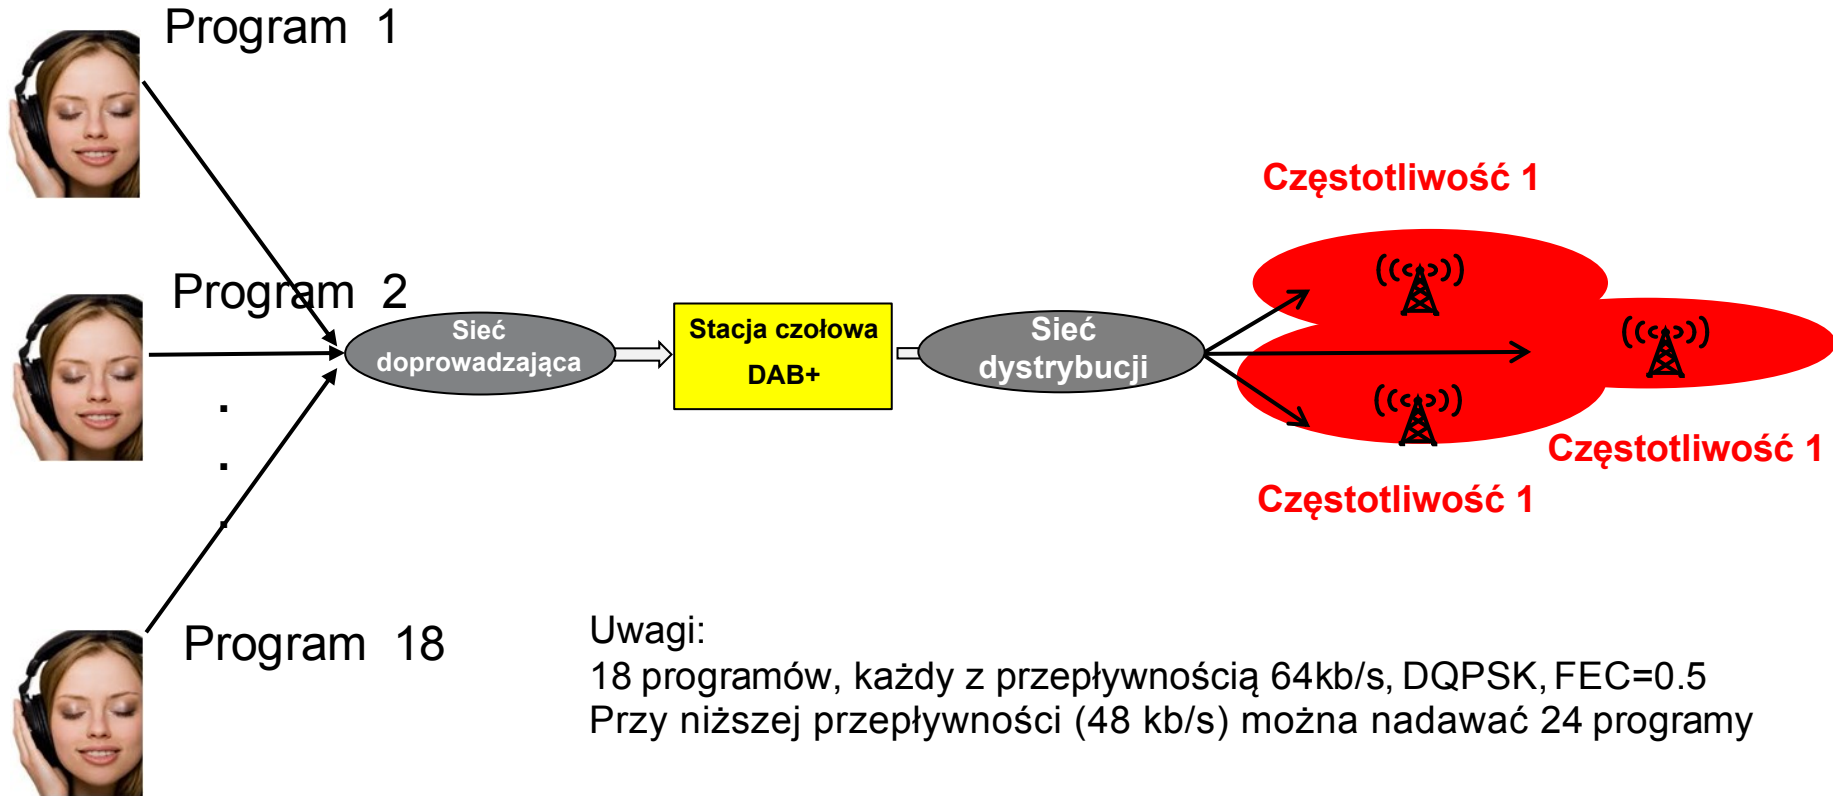 Program 1
Częstotliwość 1
Program 2
Sieć
doprowadzająca
Stacja czołowa
DAB+
Sieć
dystrybucji
Częstotliwość 1
Częstotliwość 1
Program 18
Uwagi:
18 programów, każdy z przepływnością 64kb/s, DQPSK, FEC=0.5
Przy niższej przepływności (48 kb/s) można nadawać 24 programy